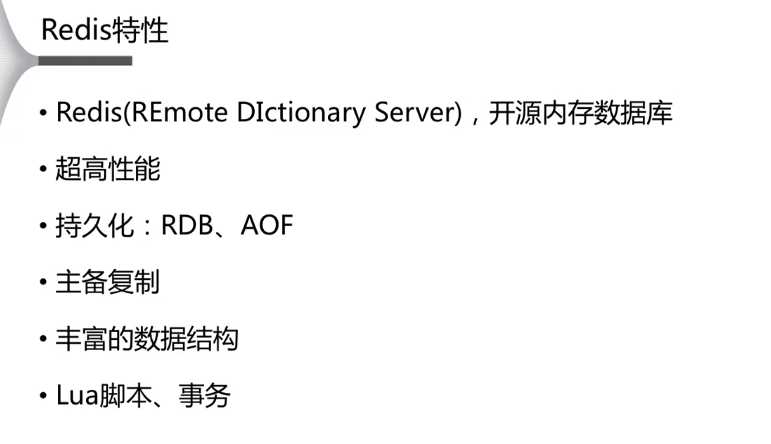 Redis特性
• Redis(REmote DIctionary Server)，开源内存数据库
• 超高性能
• 持久化：RDB、AOF
• 主备复制
• 丰富的数据结构
• Lua脚本、事务